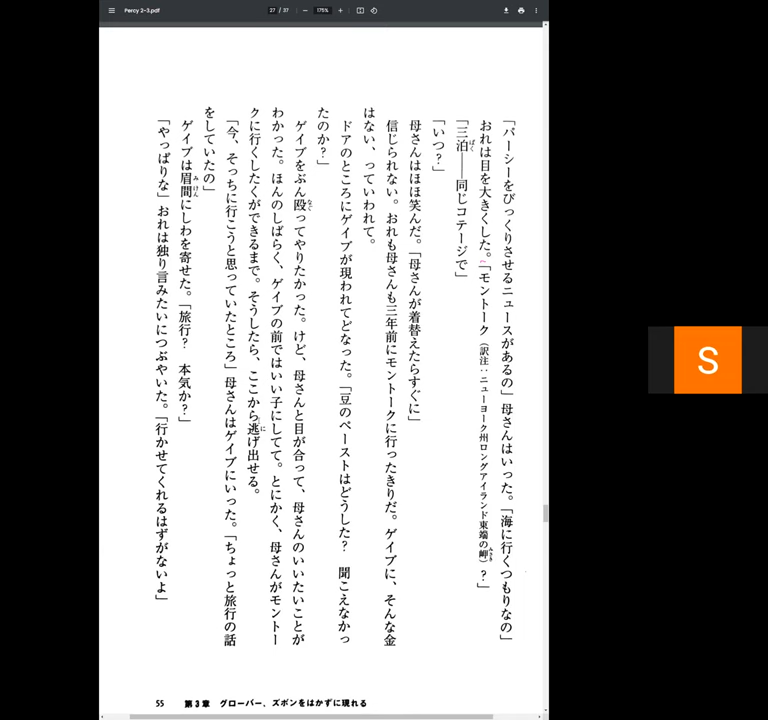 Percy 2-3.pdf
27 / 37
175%
「パーシーをびっくりさせるニュースがあるの」母さんはいった。「海に行くつもりなの」
おれは目を大きくした。「モントーク（訳注：ニューヨーク州ロングアイランド東端の岬）？」
「三泊――同じコテージで」
「いつ？」
母さんはほほ笑んだ。「母さんが着替えたらすぐに」
信じられない。おれも母さんも三年前にモントークに行ったきりだ。ゲイブに、そんな金
はない、っていわれて。
ドアのところにゲイブが現われてどなった。「豆のペーストはどうした？　聞こえなかっ
たのか？」
ゲイブをぶん殴ってやりたかった。けど、母さんと目が合って、母さんのいいたいことが
わかった。ほんのしばらく、ゲイブの前ではいい子にしてて。とにかく、母さんがモントー
クに行くしたくができるまで。そうしたら、ここから逃げ出せる。
「今、そっちに行こうと思っていたところ」母さんはゲイブにいった。「ちょっと旅行の話
をしていたの」
ゲイブは眉間にしわを寄せた。「旅行？　本気か？」
「やっぱりな」おれは独り言みたいにつぶやいた。「行かせてくれるはずがないよ」
55　第3章　グローバー、ズボンをはかずに現れる
S